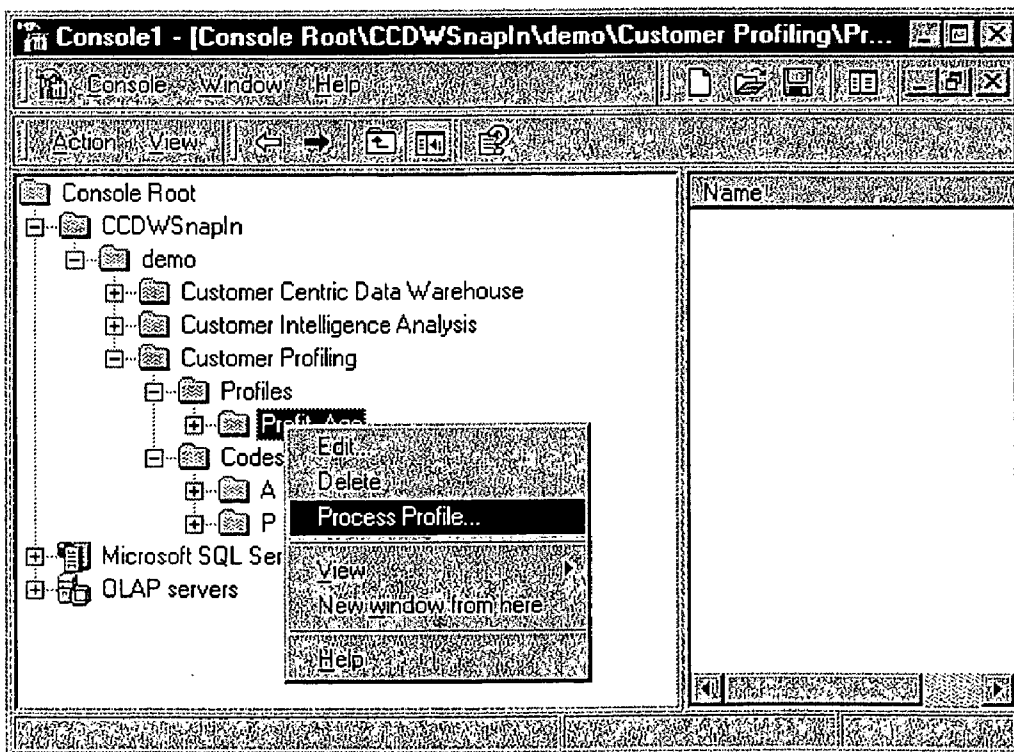 Console1 - [Console Root\CCDWSnapIn\demo\Customer Profiling\Pr...
Console Window Help
Action View
Console Root
CCDWSnapIn
demo
Customer Centric Data Warehouse
Customer Intelligence Analysis
Customer Profiling
Profiles
Codes
A
P
Microsoft SQL Ser
OLAP servers
Edit...
Delete
Process Profile...
View
New window from here
Help
Name